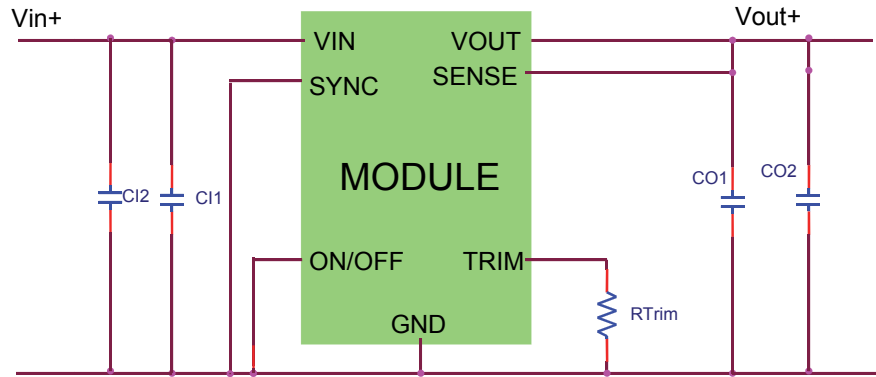 Vin+
Vout+
VIN
VOUT
SENSE
SYNC
MODULE
CI2
CI1
CO1
CO2
ON/OFF
TRIM
RTrim
GND